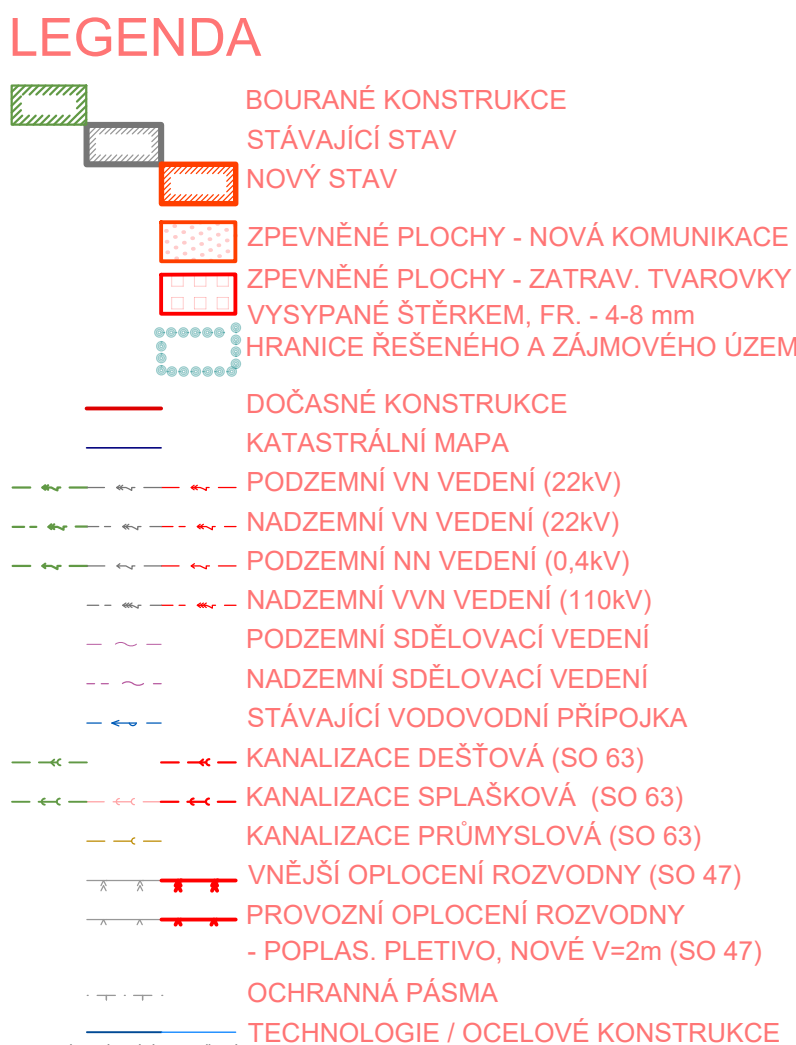 LEGENDA
BOURANÉ KONSTRUKCE
STÁVAJÍCÍ STAV
NOVÝ STAV
ZPEVNĚNÉ PLOCHY - NOVÁ KOMUNIKACE
ZPEVNĚNÉ PLOCHY - ZATRAV. TVAROVKY
VYSYPANÉ ŠTĚRKEM, FR. - 4-8 mm
HRANICE ŘEŠENÉHO A ZÁJMOVÉHO ÚZEM
DOČASNÉ KONSTRUKCE
KATASTRÁLNÍ MAPA
PODZEMNÍ VN VEDENÍ (22kV)
NADZEMNÍ VN VEDENÍ (22kV)
PODZEMNÍ NN VEDENÍ (0,4kV)
NADZEMNÍ VVN VEDENÍ (110kV)
PODZEMNÍ SDĚLOVACÍ VEDENÍ
NADZEMNÍ SDĚLOVACÍ VEDENÍ
STÁVAJÍCÍ VODOVODNÍ PŘÍPOJKA
KANALIZACE DEŠŤOVÁ (SO 63)
KANALIZACE SPLAŠKOVÁ (SO 63)
KANALIZACE PRŮMYSLOVÁ (SO 63)
VNĚJŠÍ OPLOCENÍ ROZVODNY (SO 47)
PROVOZNÍ OPLOCENÍ ROZVODNY
- POPLAS. PLETIVO, NOVÉ V=2m (SO 47)
OCHRANNÁ PÁSMA
TECHNOLOGIE / OCELOVÉ KONSTRUKCE